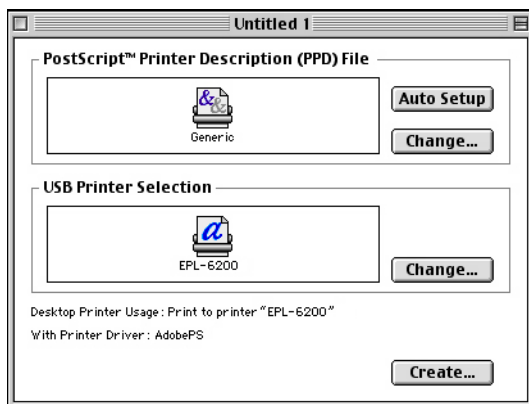 Untitled 1
PostScript™ Printer Description (PPD) File
Generic
Auto Setup
Change...
USB Printer Selection
EPL-6200
Change...
Desktop Printer Usage: Print to printer "EPL-6200"
With Printer Driver: AdobePS
Create...